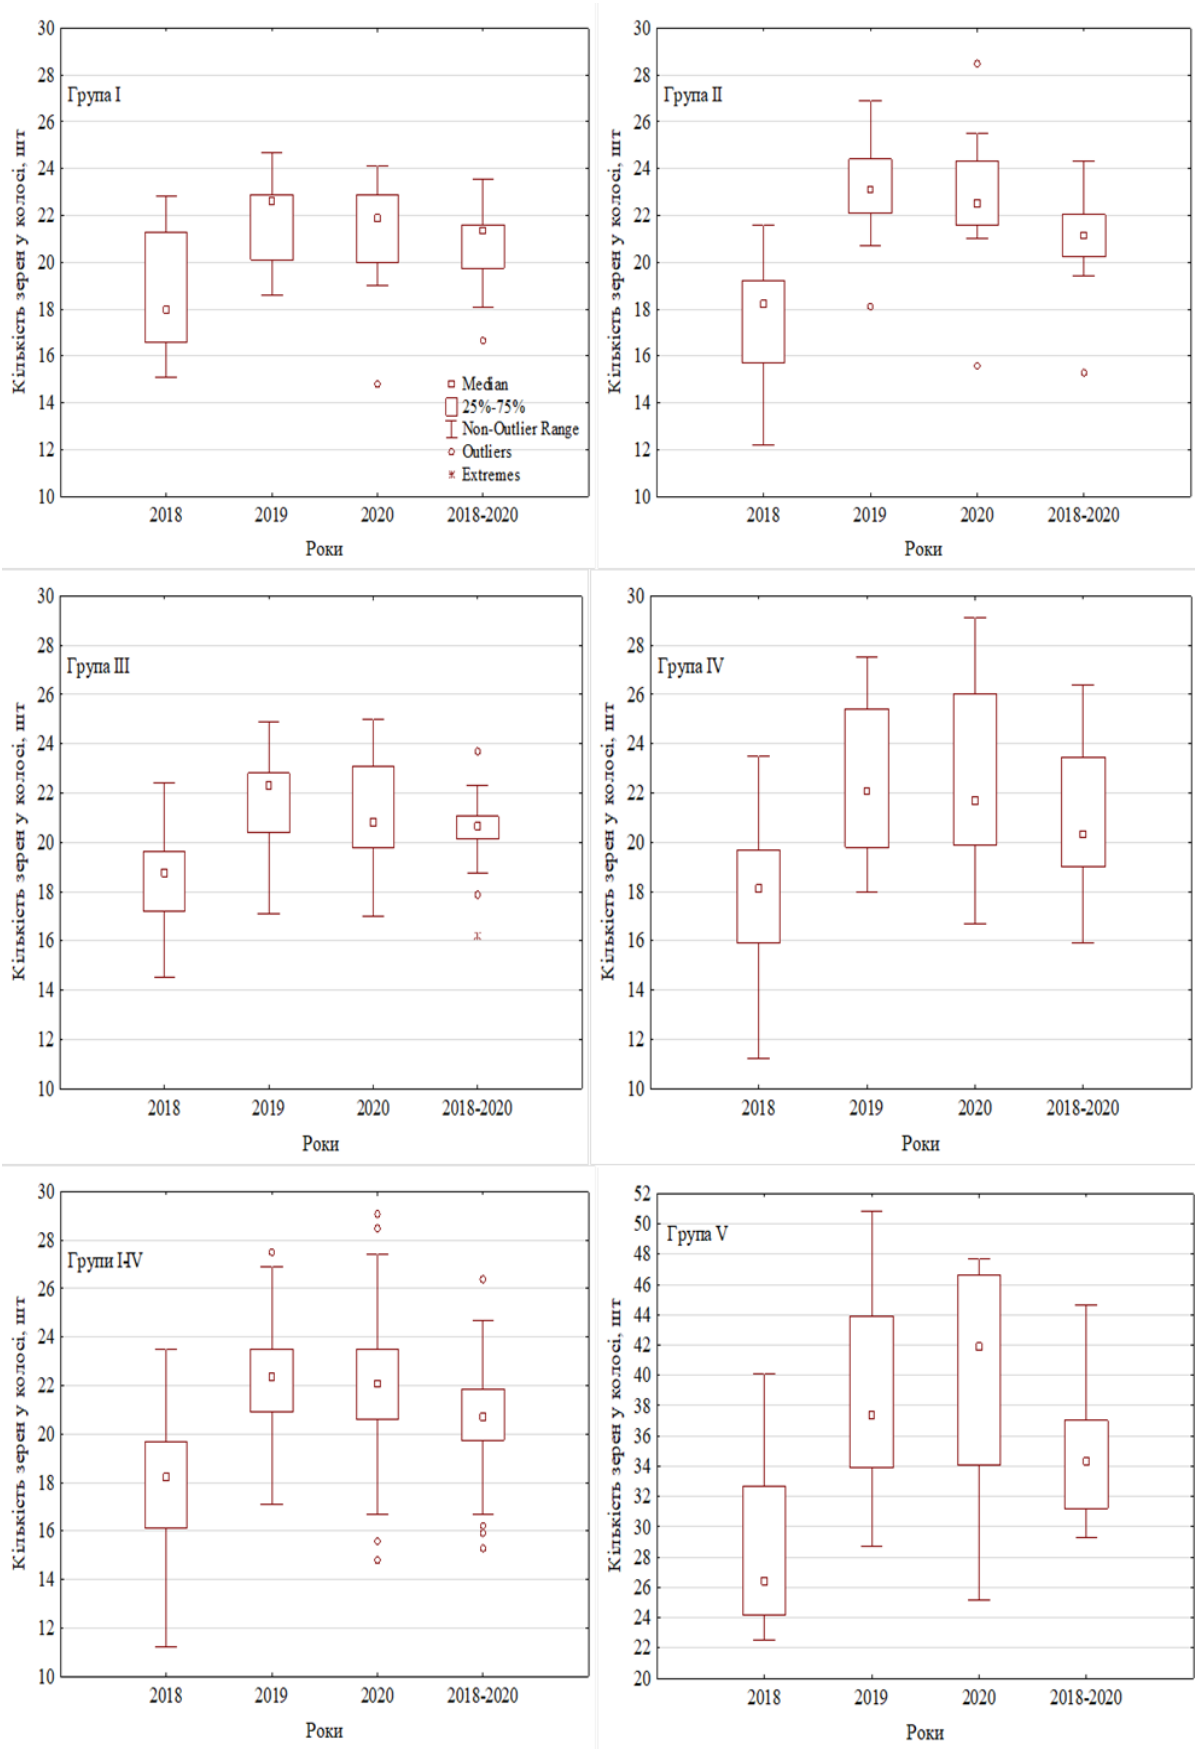 30
28
26
24
22
20
18
16
14
12
10
Кількість зерен у колосі, шт
Група I
Median
25%-75%
Non-Outlier Range
Outliers
Extremes
2018 2019 2020 2018-2020
Роки
30
28
26
24
22
20
18
16
14
12
10
Кількість зерен у колосі, шт
Група II
2018 2019 2020 2018-2020
Роки
30
28
26
24
22
20
18
16
14
12
10
Кількість зерен у колосі, шт
Група III
2018 2019 2020 2018-2020
Роки
30
28
26
24
22
20
18
16
14
12
10
Кількість зерен у колосі, шт
Група IV
2018 2019 2020 2018-2020
Роки
30
28
26
24
22
20
18
16
14
12
10
Кількість зерен у колосі, шт
Групи I-IV
2018 2019 2020 2018-2020
Роки
52
50
48
46
44
42
40
38
36
34
32
30
28
26
24
22
20
Кількість зерен у колосі, шт
Група V
2018 2019 2020 2018-2020
Роки